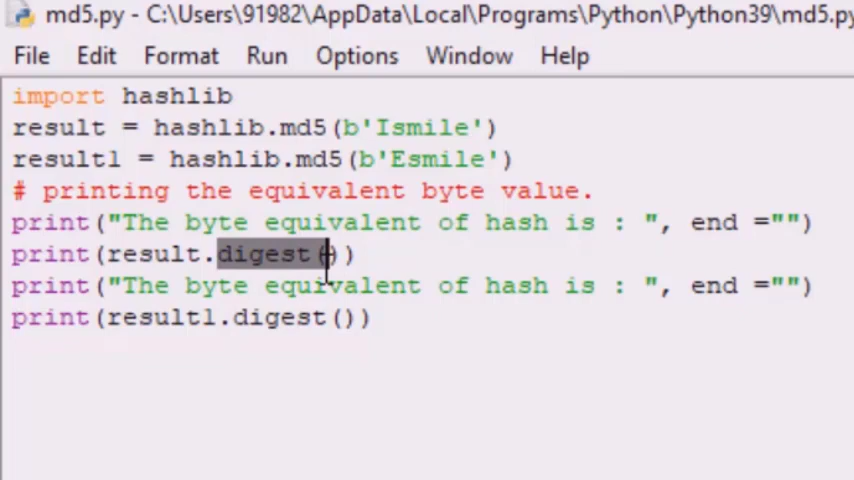 md5.py - C:\Users\91982\AppData\Local\Programs\Python\Python39\md5.py
File Edit Format Run Options Window Help
import hashlib
result = hashlib.md5(b'Ismile')
result1 = hashlib.md5(b'Esmile')
# printing the equivalent byte value.
print("The byte equivalent of hash is : ", end ="")
print(result.digest())
print("The byte equivalent of hash is : ", end ="")
print(result1.digest())